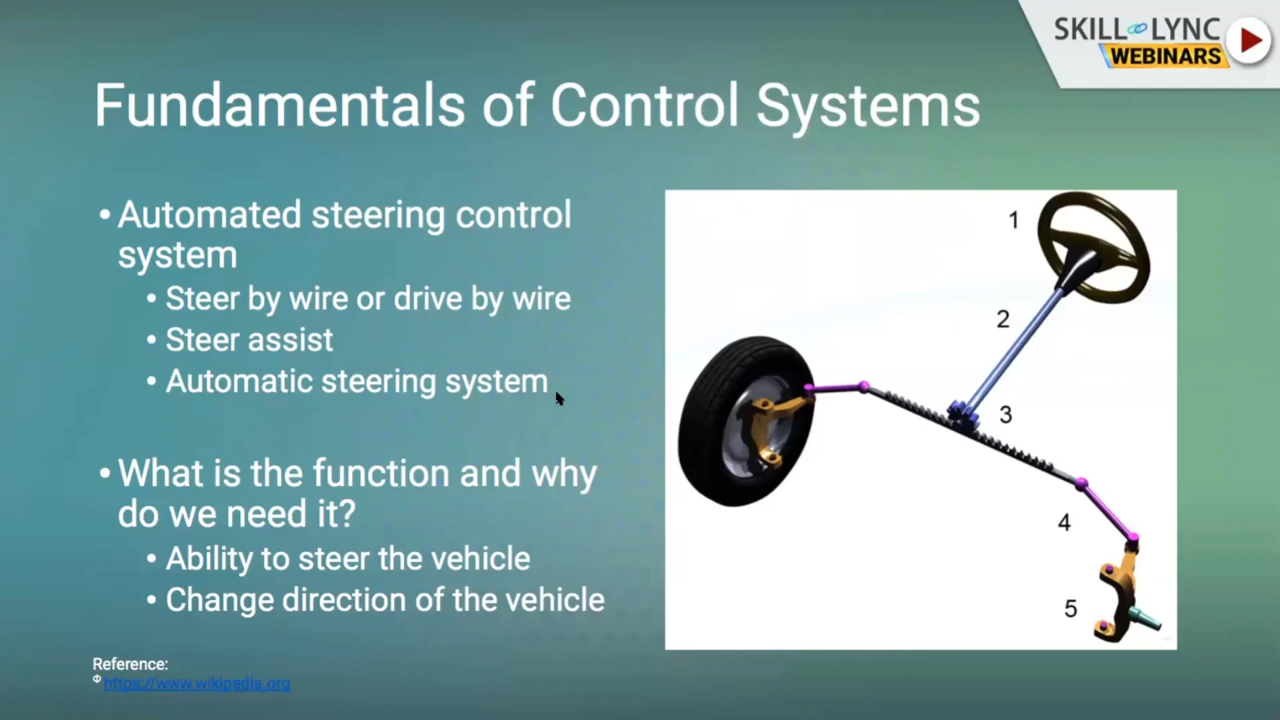 SKILL LYNC
WEBINARS
Fundamentals of Control Systems
• Automated steering control
system
• Steer by wire or drive by wire
• Steer assist
• Automatic steering system
• What is the function and why
do we need it?
• Ability to steer the vehicle
• Change direction of the vehicle
1
2
3
4
5
Reference:
Φ https://www.wikipedia.org